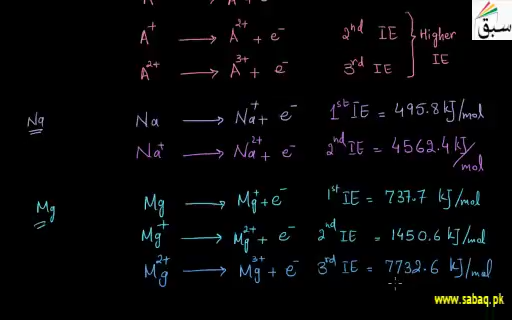 سبق
A⁺ ⟶ A²⁺ + e⁻ 2nd IE } Higher IE
A²⁺ ⟶ A³⁺ + e⁻ 3rd IE
Na Na ⟶ Na⁺ + e⁻ 1st IE = 495.8 kJ/mol
Na⁺ ⟶ Na²⁺ + e⁻ 2nd IE = 4562.4 kJ/mol
Mg Mg ⟶ Mg⁺ + e⁻ 1st IE = 737.7 kJ/mol
Mg⁺ ⟶ Mg²⁺ + e⁻ 2nd IE = 1450.6 kJ/mol
Mg²⁺ ⟶ Mg³⁺ + e⁻ 3rd IE = 7732.6 kJ/mol
www.sabaq.pk